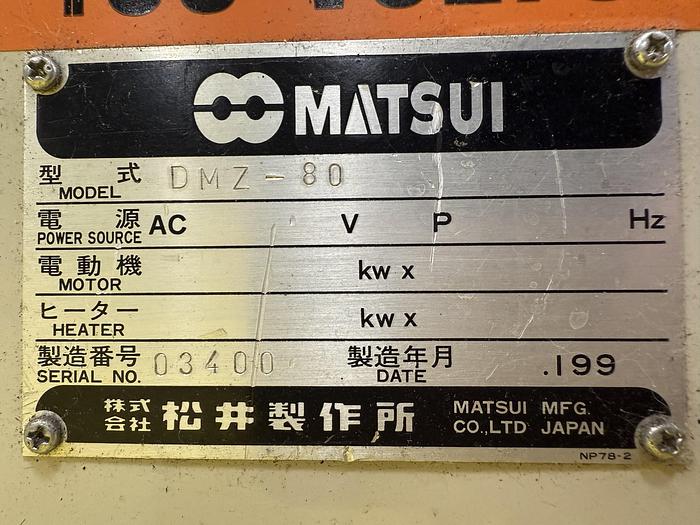 MATSUI
型 式 DMZ-80
MODEL
電 源 AC V P Hz
POWER SOURCE
電動機 kw x
MOTOR
ヒーター kw x
HEATER
製造番号 03400 製造年月 .199
SERIAL NO. DATE
株式会社 松井製作所 MATSUI MFG. CO.,LTD JAPAN
NP78-2